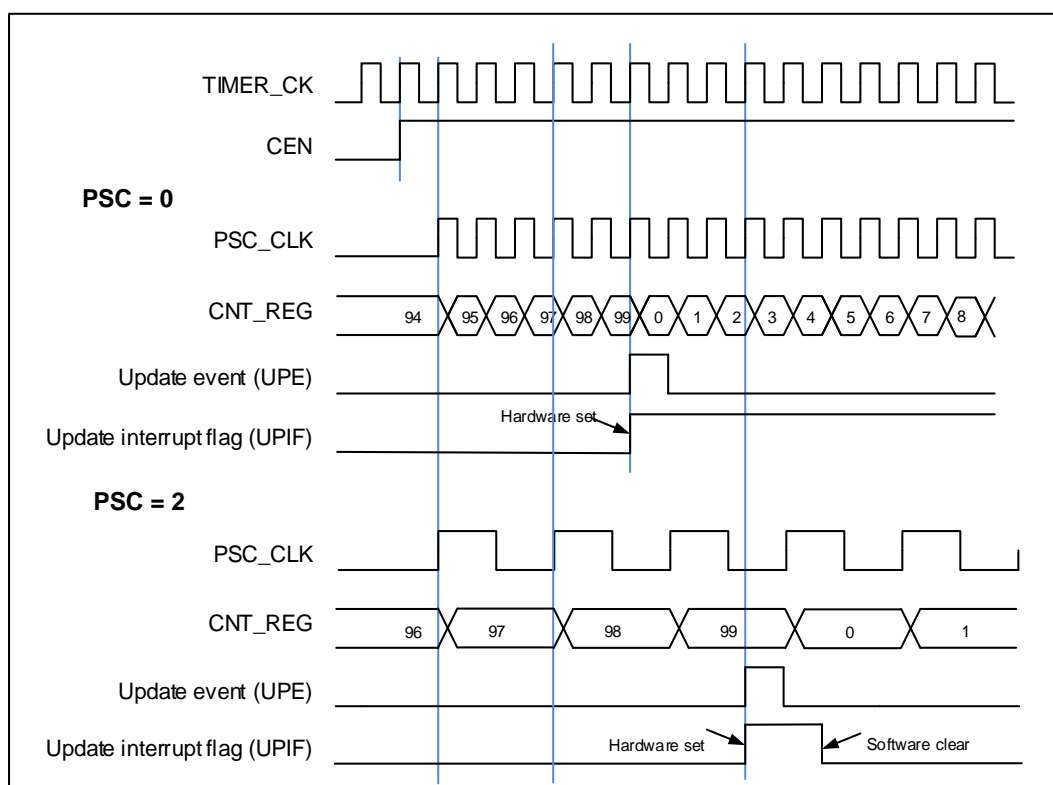 TIMER_CK
CEN
PSC = 0
PSC_CLK
CNT_REG 94 95 96 97 98 99 0 1 2 3 4 5 6 7 8
Update event (UPE)
Hardware set
Update interrupt flag (UPIF)
PSC = 2
PSC_CLK
CNT_REG 96 97 98 99 0 1
Update event (UPE)
Update interrupt flag (UPIF) Hardware set Software clear